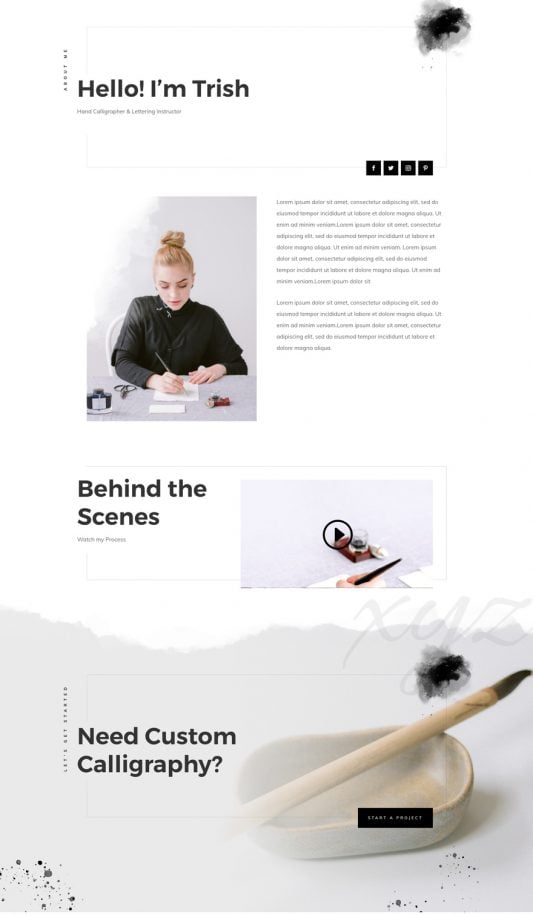 ABOUT ME
Hello! I'm Trish
Hand Calligrapher & Lettering Instructor
Lorem ipsum dolor sit amet, consectetur adipiscing elit, sed do
eiusmod tempor incididunt ut labore et dolore magna aliqua. Ut
enim ad minim veniam.Lorem ipsum dolor sit amet, consectetur
adipiscing elit, sed do eiusmod tempor incididunt ut labore et
dolore magna aliqua. Ut enim ad minim veniam. Lorem ipsum
dolor sit amet, consectetur adipiscing elit, sed do eiusmod
tempor incididunt ut labore et dolore magna aliqua. Ut enim ad
minim veniam.Lorem ipsum dolor sit
Lorem ipsum dolor sit amet, consectetur adipiscing elit, sed do
eiusmod tempor incididunt ut labore et dolore magna aliqua. Ut
enim ad minim veniam.Lorem ipsum dolor sit amet, consectetur
adipiscing elit, sed do eiusmod tempor incididunt ut labore et
dolore magna aliqua.
Behind the
Scenes
Watch my Process
xyz
LET'S GET STARTED
Need Custom
Calligraphy?
START A PROJECT